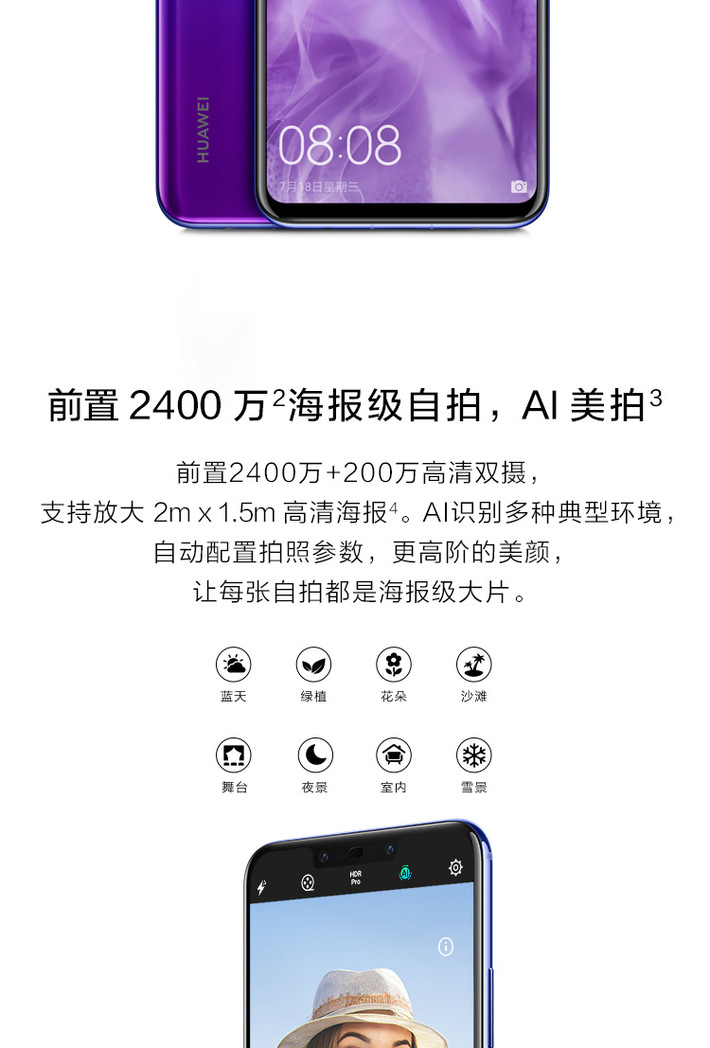 HUAWEI
08:08
7月18日星期三
前置 2400 万²海报级自拍，AI 美拍³
前置2400万+200万高清双摄，
支持放大 2m x 1.5m 高清海报⁴。AI识别多种典型环境，
自动配置拍照参数，更高阶的美颜，
让每张自拍都是海报级大片。
蓝天 绿植 花朵 沙滩
舞台 夜景 室内 雪景
HDR
Pro
AI